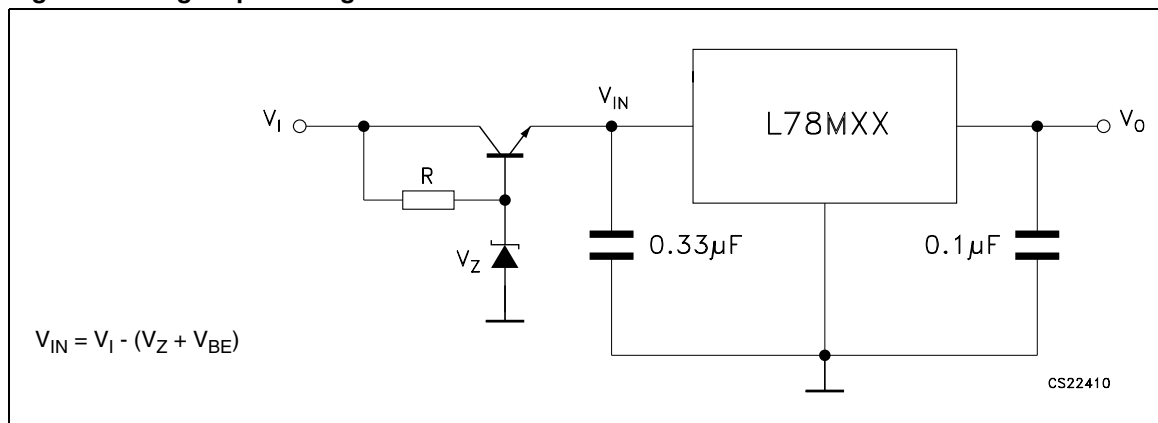 V_I
V_IN
L78MXX
V_O
R
V_Z
0.33µF
0.1µF
V_IN = V_I - (V_Z + V_BE)
CS22410